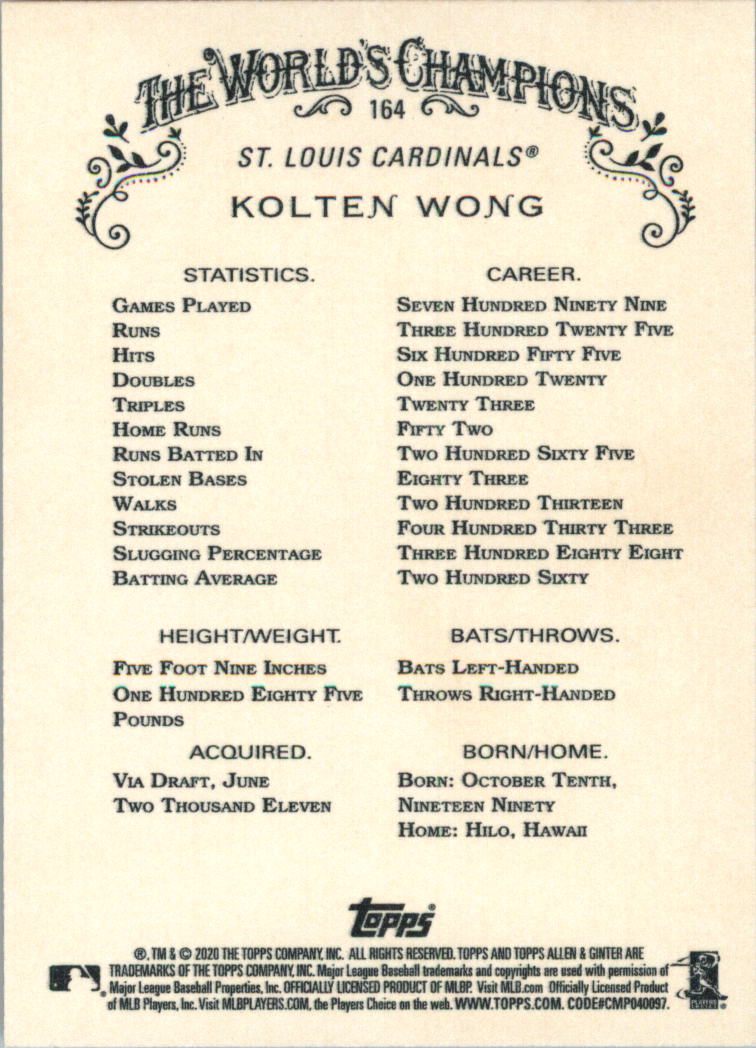 THE WORLD'S CHAMPIONS
164
ST. LOUIS CARDINALS®
KOLTEN WONG
STATISTICS. CAREER.
GAMES PLAYED SEVEN HUNDRED NINETY NINE
RUNS THREE HUNDRED TWENTY FIVE
HITS SIX HUNDRED FIFTY FIVE
DOUBLES ONE HUNDRED TWENTY
TRIPLES TWENTY THREE
HOME RUNS FIFTY TWO
RUNS BATTED IN TWO HUNDRED SIXTY FIVE
STOLEN BASES EIGHTY THREE
WALKS TWO HUNDRED THIRTEEN
STRIKEOUTS FOUR HUNDRED THIRTY THREE
SLUGGING PERCENTAGE THREE HUNDRED EIGHTY EIGHT
BATTING AVERAGE TWO HUNDRED SIXTY
HEIGHT/WEIGHT.
FIVE FOOT NINE INCHES
ONE HUNDRED EIGHTY FIVE
POUNDS
BATS/THROWS.
BATS LEFT-HANDED
THROWS RIGHT-HANDED
ACQUIRED.
VIA DRAFT, JUNE
TWO THOUSAND ELEVEN
BORN/HOME.
BORN: OCTOBER TENTH,
NINETEEN NINETY
HOME: HILO, HAWAII
Topps®
®, TM & © 2020 THE TOPPS COMPANY, INC. ALL RIGHTS RESERVED. TOPPS AND TOPPS ALLEN & GINTER ARE
TRADEMARKS OF THE TOPPS COMPANY, INC. Major League Baseball trademarks and copyrights are used with permission of
Major League Baseball Properties, Inc. OFFICIALLY LICENSED PRODUCT OF MLBP. Visit MLB.com Officially Licensed Product
of MLB Players, Inc. Visit MLBPLAYERS.COM, the Players Choice on the web. WWW.TOPPS.COM. CODE#CMP040097.